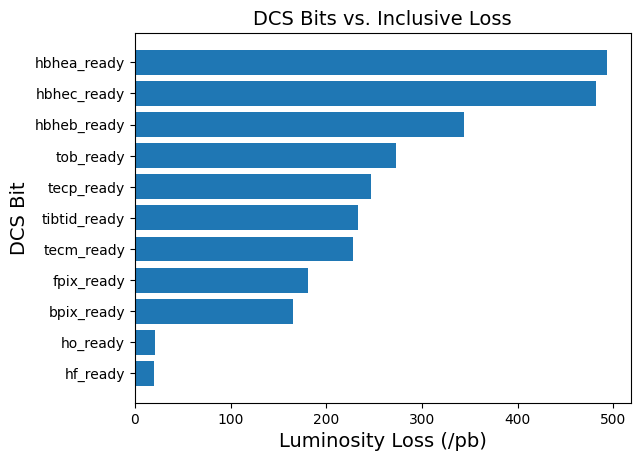 DCS Bits vs. Inclusive Loss
DCS Bit
hbhea_ready
hbhec_ready
hbheb_ready
tob_ready
tecp_ready
tibtid_ready
tecm_ready
fpix_ready
bpix_ready
ho_ready
hf_ready
0 100 200 300 400 500
Luminosity Loss (/pb)